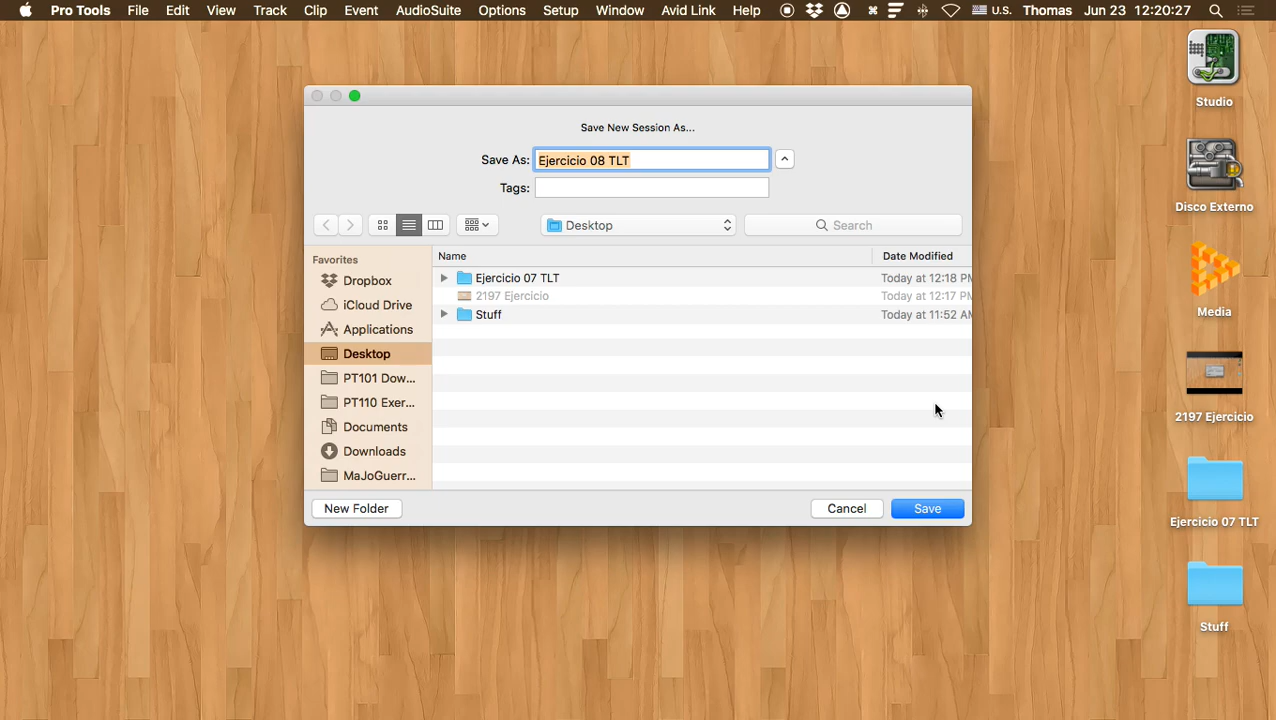 Pro Tools File Edit View Track Clip Event AudioSuite Options Setup Window Avid Link Help U.S. Thomas Jun 23 12:20:27
Save New Session As...
Save As: Ejercicio 08 TLT
Tags:
Desktop Search
Favorites
Dropbox
iCloud Drive
Applications
Desktop
PT101 Dow...
PT110 Exer...
Documents
Downloads
MaJoGuerr...
Name Date Modified
Ejercicio 07 TLT Today at 12:18 PM
2197 Ejercicio Today at 12:17 PM
Stuff Today at 11:52 AM
New Folder Cancel Save
Studio
Disco Externo
Media
2197 Ejercicio
Ejercicio 07 TLT
Stuff